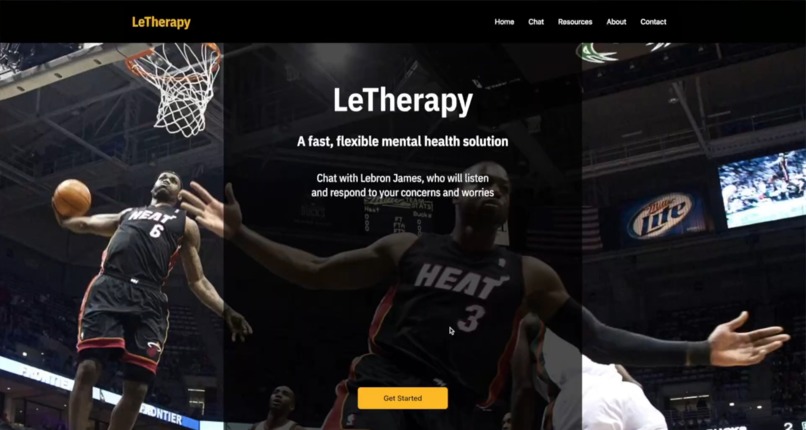 LeTherapy
Home
Chat
Resources
About
Contact
LeTherapy
A fast, flexible mental health solution
Chat with Lebron James, who will listen
and respond to your concerns and worries
HEAT
6
HEAT
3
Miller
Lite
FRONTIER
Get Started